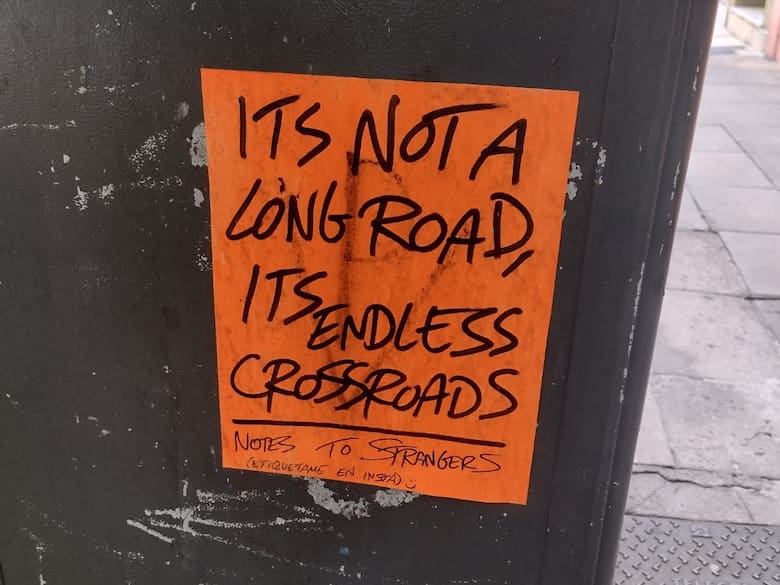 ITS NOT A
LONG ROAD,
ITS ENDLESS
CROSSROADS
NOTES TO STRANGERS
(ETIQUETAME EN INSTA) ☺